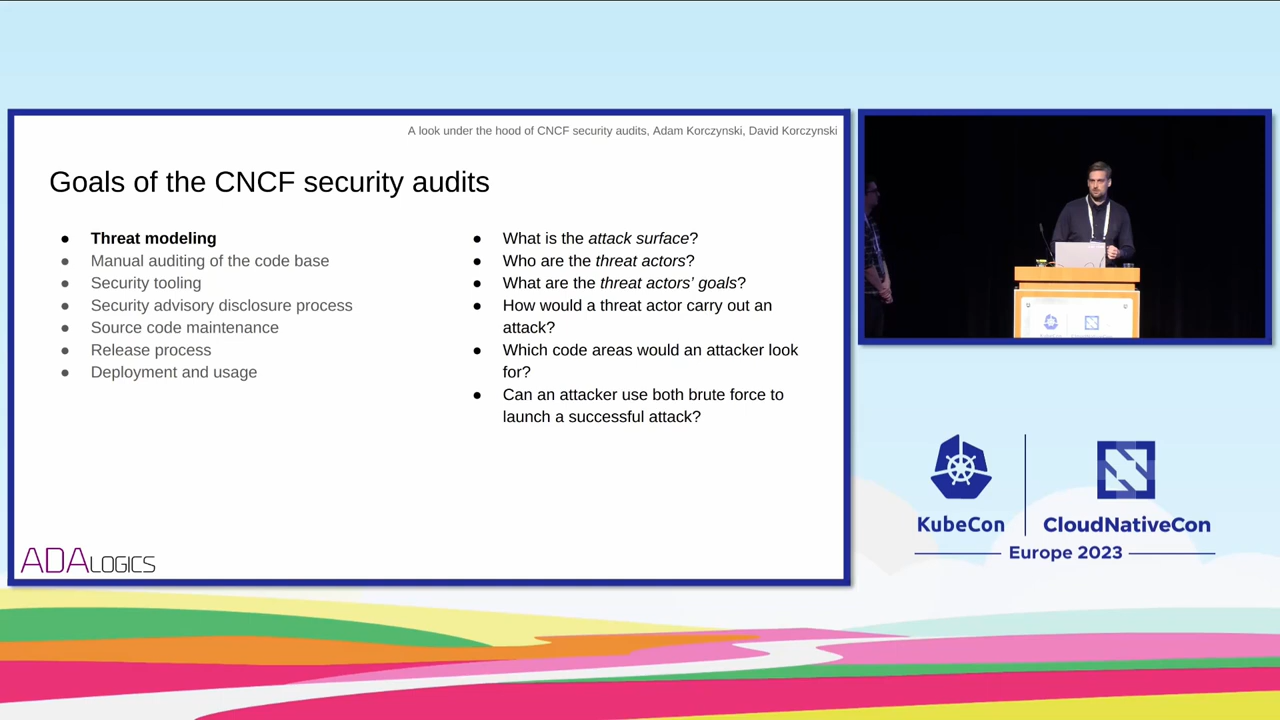 A look under the hood of CNCF security audits, Adam Korczynski, David Korczynski
Goals of the CNCF security audits
● Threat modeling
● Manual auditing of the code base
● Security tooling
● Security advisory disclosure process
● Source code maintenance
● Release process
● Deployment and usage
● What is the attack surface?
● Who are the threat actors?
● What are the threat actors’ goals?
● How would a threat actor carry out an
attack?
● Which code areas would an attacker look
for?
● Can an attacker use both brute force to
launch a successful attack?
ADALOGICS
KubeCon
CloudNativeCon
Europe 2023